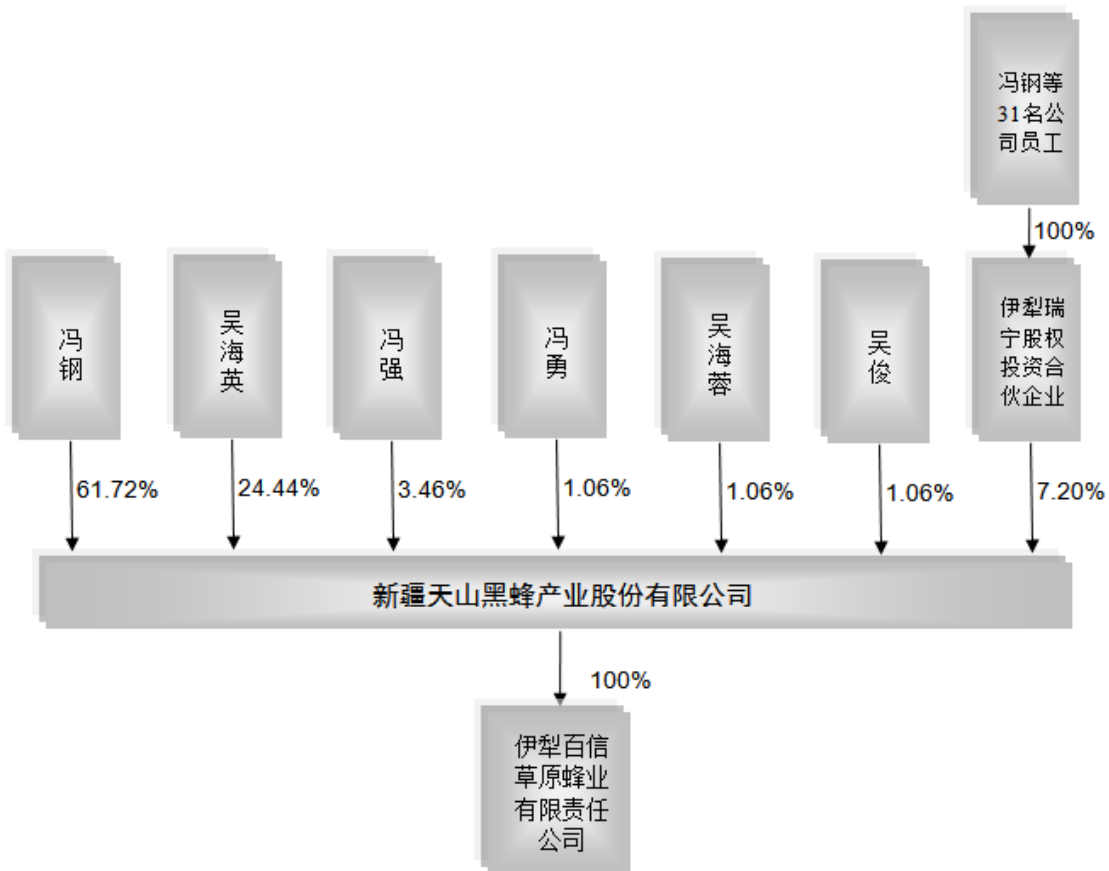 冯钢等
31名公
司员工
100%
冯
钢
吴
海
英
冯
强
冯
勇
吴
海
蓉
吴
俊
伊犁瑞
宁股权
投资合
伙企业
61.72%
24.44%
3.46%
1.06%
1.06%
1.06%
7.20%
新疆天山黑蜂产业股份有限公司
100%
伊犁百信
草原蜂业
有限责任
公司